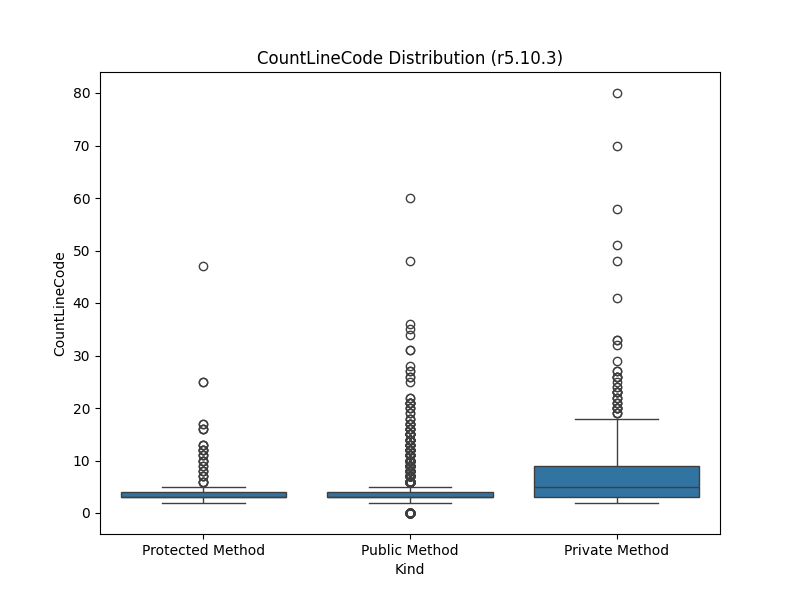 CountLineCode Distribution (r5.10.3)
80
70
60
50
40
30
20
10
0
CountLineCode
Protected Method
Public Method
Private Method
Kind